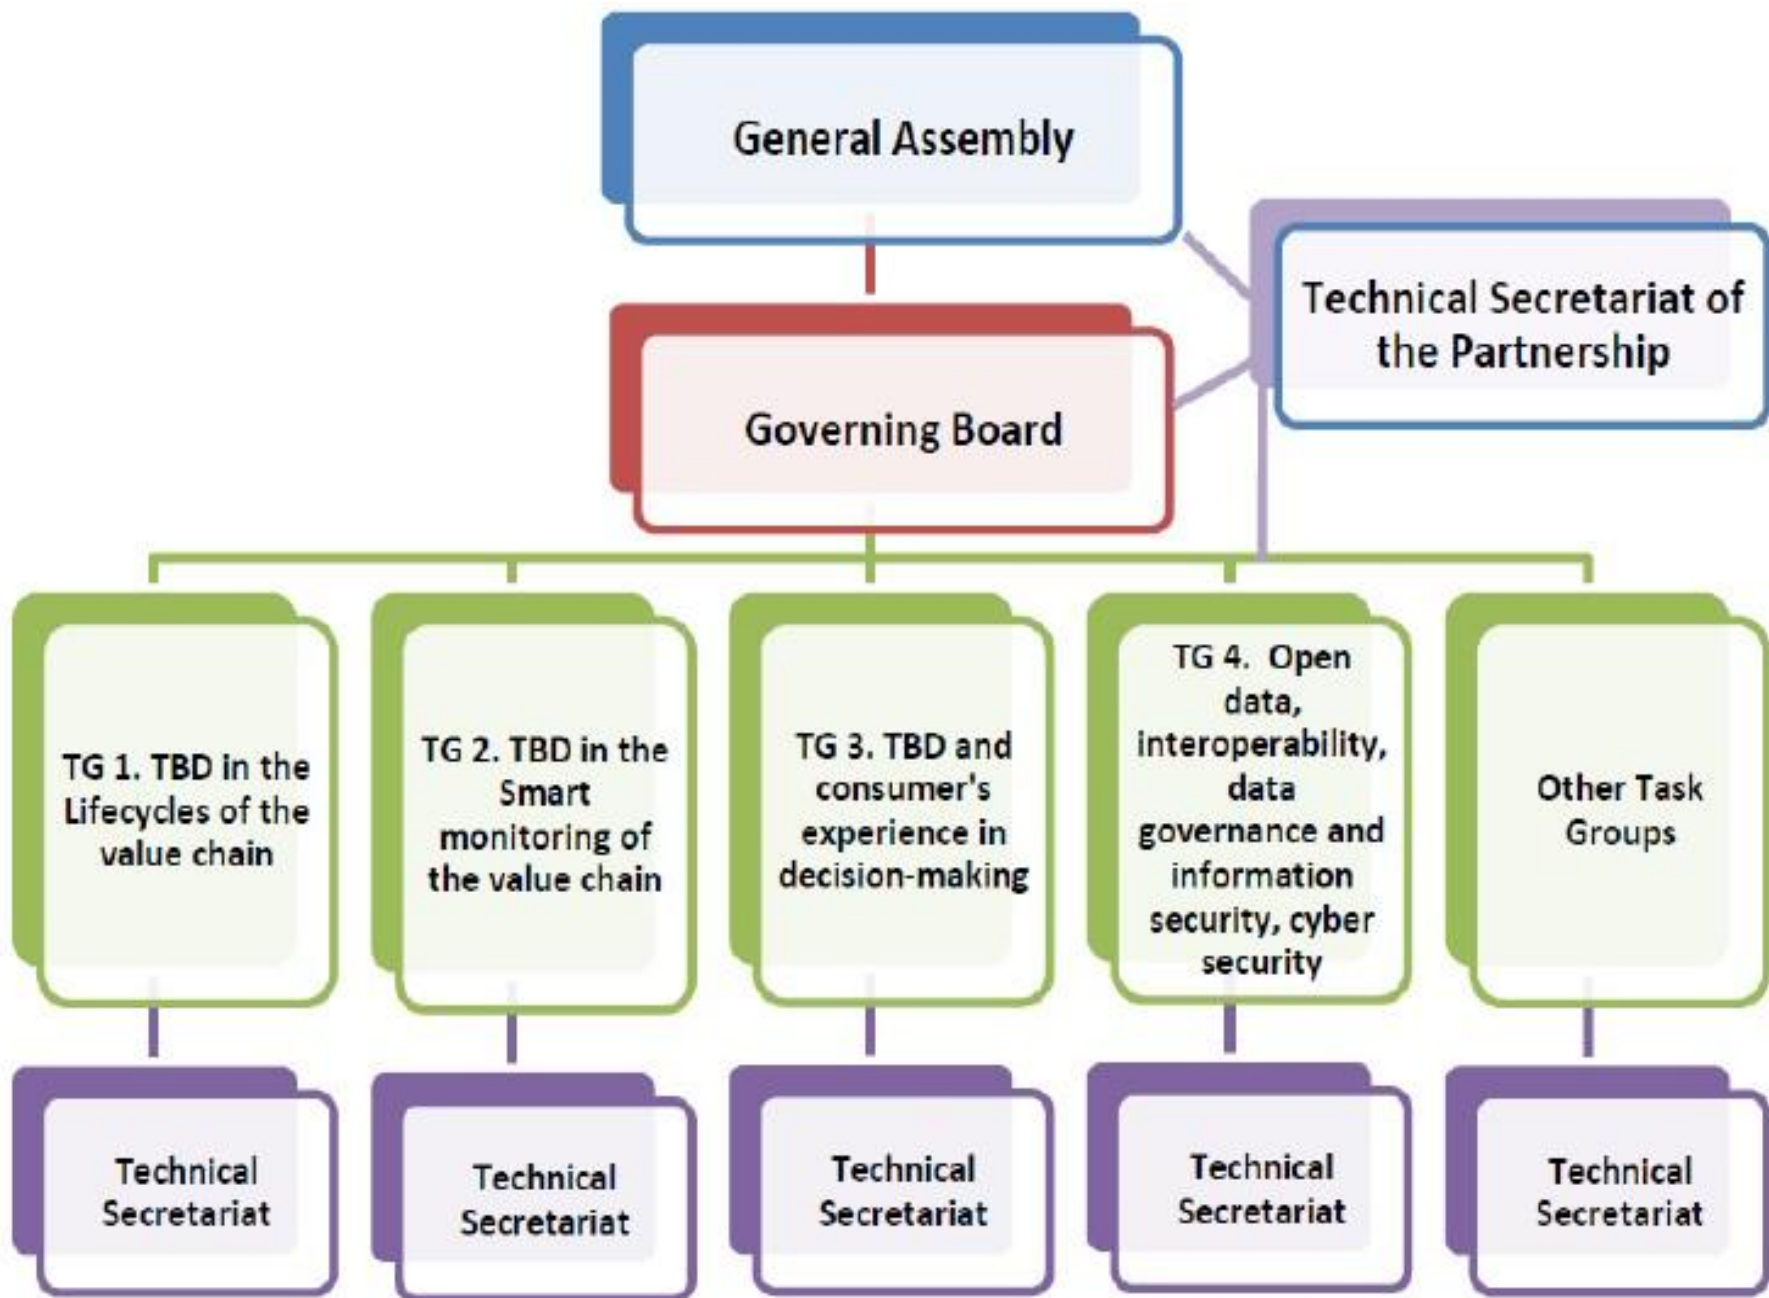 General Assembly
Technical Secretariat of
the Partnership
Governing Board
TG 1. TBD in the
Lifecycles of the
value chain
TG 2. TBD in the
Smart
monitoring of
the value chain
TG 3. TBD and
consumer's
experience in
decision-making
TG 4.  Open
data,
interoperability,
data
governance and
information
security, cyber
security
Other Task
Groups
Technical
Secretariat
Technical
Secretariat
Technical
Secretariat
Technical
Secretariat
Technical
Secretariat